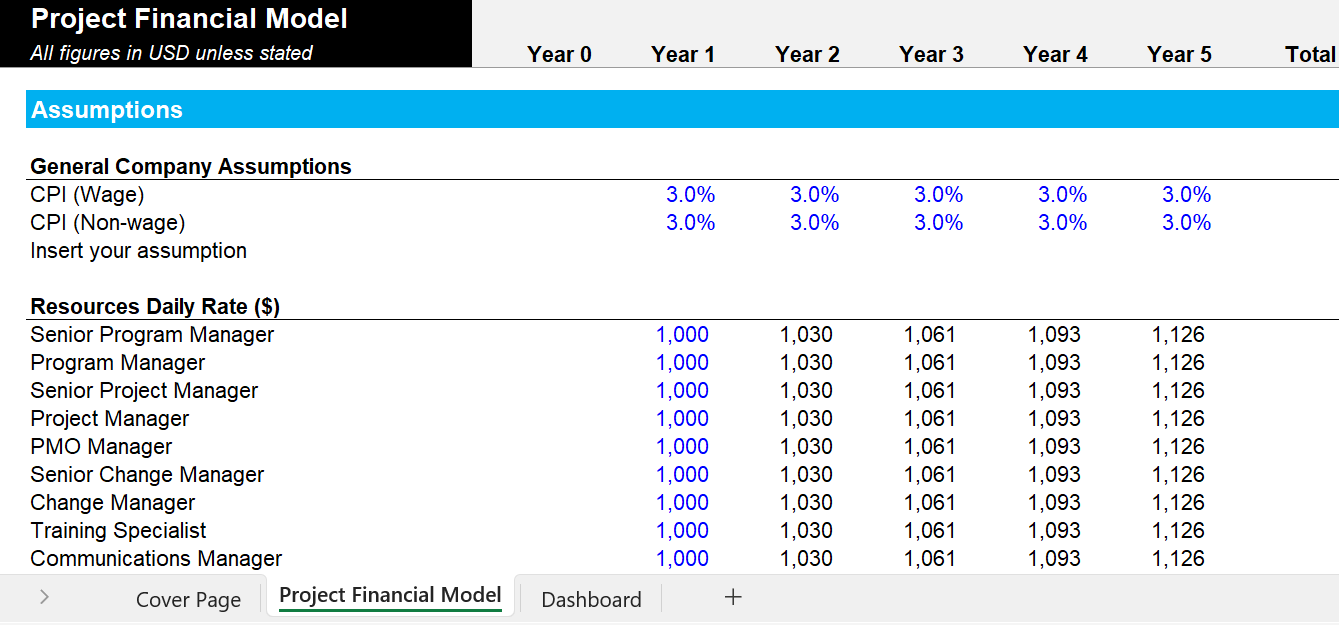 Project Financial Model
All figures in USD unless stated
Year 0 Year 1 Year 2 Year 3 Year 4 Year 5 Total
Assumptions
General Company Assumptions
CPI (Wage) 3.0% 3.0% 3.0% 3.0% 3.0%
CPI (Non-wage) 3.0% 3.0% 3.0% 3.0% 3.0%
Insert your assumption
Resources Daily Rate ($)
Senior Program Manager 1,000 1,030 1,061 1,093 1,126
Program Manager 1,000 1,030 1,061 1,093 1,126
Senior Project Manager 1,000 1,030 1,061 1,093 1,126
Project Manager 1,000 1,030 1,061 1,093 1,126
PMO Manager 1,000 1,030 1,061 1,093 1,126
Senior Change Manager 1,000 1,030 1,061 1,093 1,126
Change Manager 1,000 1,030 1,061 1,093 1,126
Training Specialist 1,000 1,030 1,061 1,093 1,126
Communications Manager 1,000 1,030 1,061 1,093 1,126
Cover Page Project Financial Model Dashboard